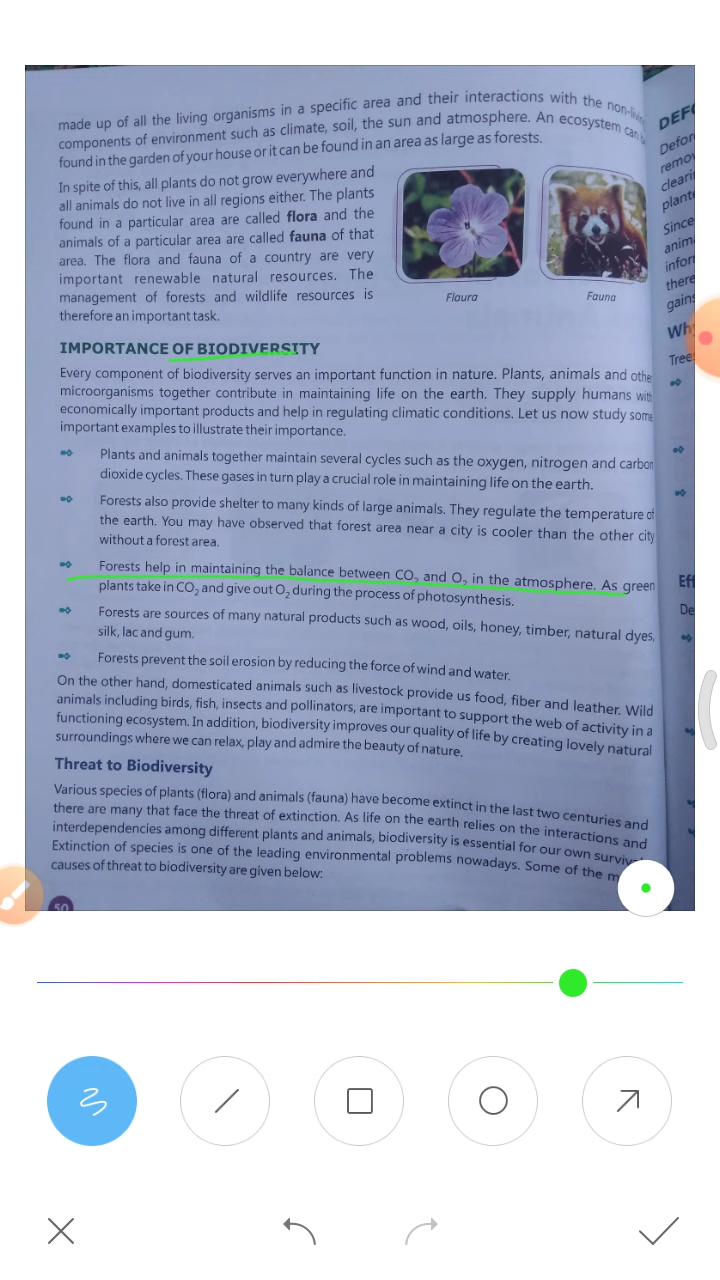 made up of all the living organisms in a specific area and their interactions with the non-living
components of environment such as climate, soil, the sun and atmosphere. An ecosystem can
found in the garden of your house or it can be found in an area as large as forests.
In spite of this, all plants do not grow everywhere and
all animals do not live in all regions either. The plants
found in a particular area are called flora and the
animals of a particular area are called fauna of that
area. The flora and fauna of a country are very
important renewable natural resources. The
management of forests and wildlife resources is
therefore an important task.
Flaura
Fauna
IMPORTANCE OF BIODIVERSITY
Every component of biodiversity serves an important function in nature. Plants, animals and othe
microorganisms together contribute in maintaining life on the earth. They supply humans with
economically important products and help in regulating climatic conditions. Let us now study some
important examples to illustrate their importance.
Plants and animals together maintain several cycles such as the oxygen, nitrogen and carbon
dioxide cycles. These gases in turn play a crucial role in maintaining life on the earth.
Forests also provide shelter to many kinds of large animals. They regulate the temperature of
the earth. You may have observed that forest area near a city is cooler than the other city
without a forest area.
Forests help in maintaining the balance between CO₂ and O₂ in the atmosphere. As green
plants take in CO₂ and give out O₂ during the process of photosynthesis.
Forests are sources of many natural products such as wood, oils, honey, timber, natural dyes,
silk, lac and gum.
Forests prevent the soil erosion by reducing the force of wind and water.
On the other hand, domesticated animals such as livestock provide us food, fiber and leather. Wild
animals including birds, fish, insects and pollinators, are important to support the web of activity in a
functioning ecosystem. In addition, biodiversity improves our quality of life by creating lovely natural
surroundings where we can relax, play and admire the beauty of nature.
Threat to Biodiversity
Various species of plants (flora) and animals (fauna) have become extinct in the last two centuries and
there are many that face the threat of extinction. As life on the earth relies on the interactions and
interdependencies among different plants and animals, biodiversity is essential for our own surviv
Extinction of species is one of the leading environmental problems nowadays. Some of the m
causes of threat to biodiversity are given below:
50
DEFO
Defor
remov
cleari
plante
Since
anim
infor
there
gains
Why
Tree
Eff
De